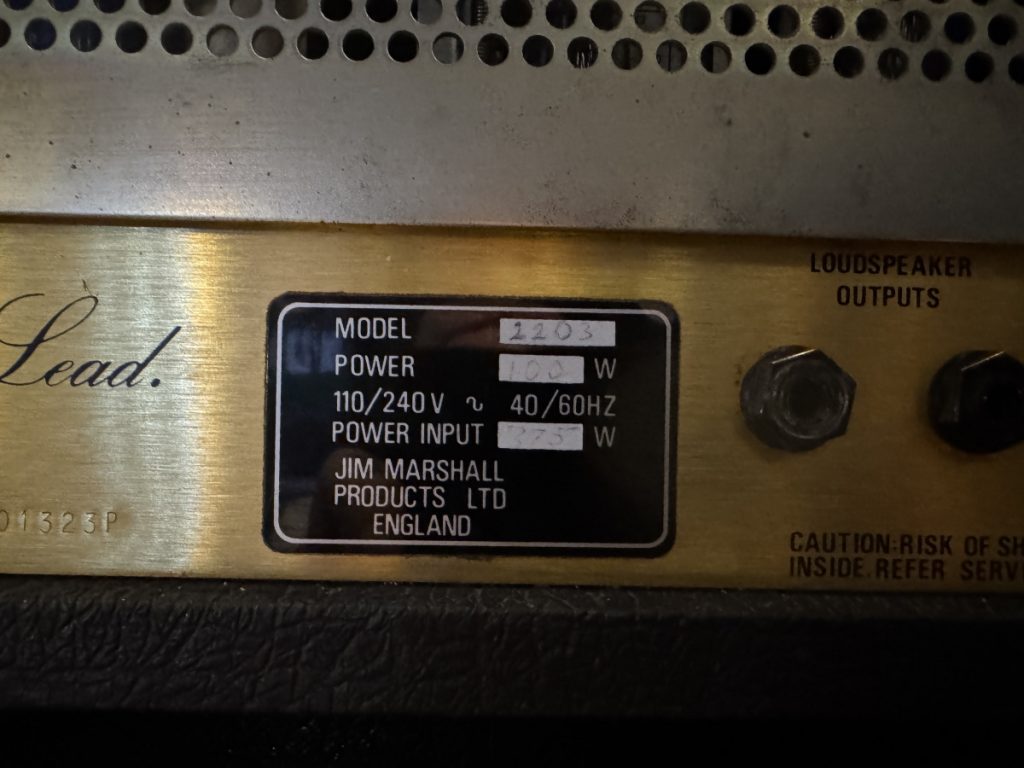 LOUDSPEAKER
OUTPUTS
Lead.
MODEL 2203
POWER 100 W
110/240V ~ 40/60HZ
POWER INPUT 375 W
JIM MARSHALL
PRODUCTS LTD
ENGLAND
01323P
CAUTION:RISK OF SH
INSIDE.REFER SERV